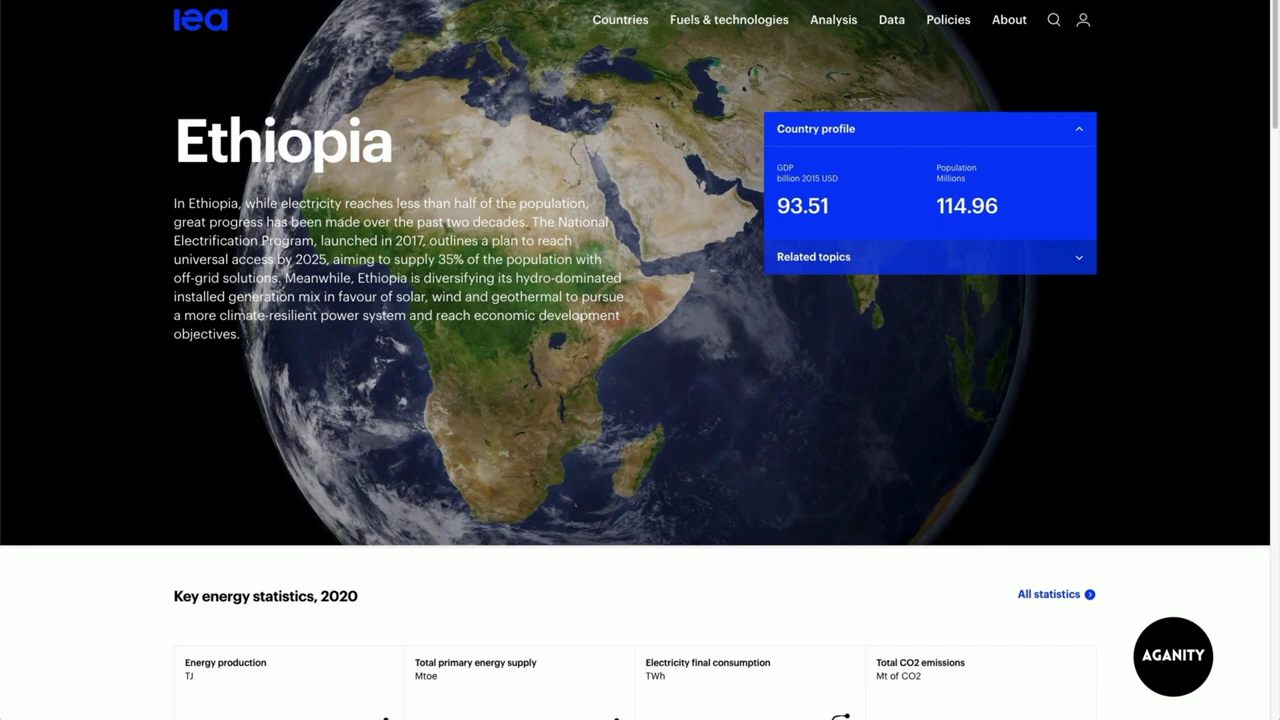 iea
Countries
Fuels & technologies
Analysis
Data
Policies
About
Ethiopia
In Ethiopia, while electricity reaches less than half of the population,
great progress has been made over the past two decades. The National
Electrification Program, launched in 2017, outlines a plan to reach
universal access by 2025, aiming to supply 35% of the population with
off-grid solutions. Meanwhile, Ethiopia is diversifying its hydro-dominated
installed generation mix in favour of solar, wind and geothermal to pursue
a more climate-resilient power system and reach economic development
objectives.
Country profile
GDP
billion 2015 USD
93.51
Population
Millions
114.96
Related topics
Key energy statistics, 2020
All statistics
Energy production
TJ
Total primary energy supply
Mtoe
Electricity final consumption
TWh
Total CO2 emissions
Mt of CO2
AGANITY